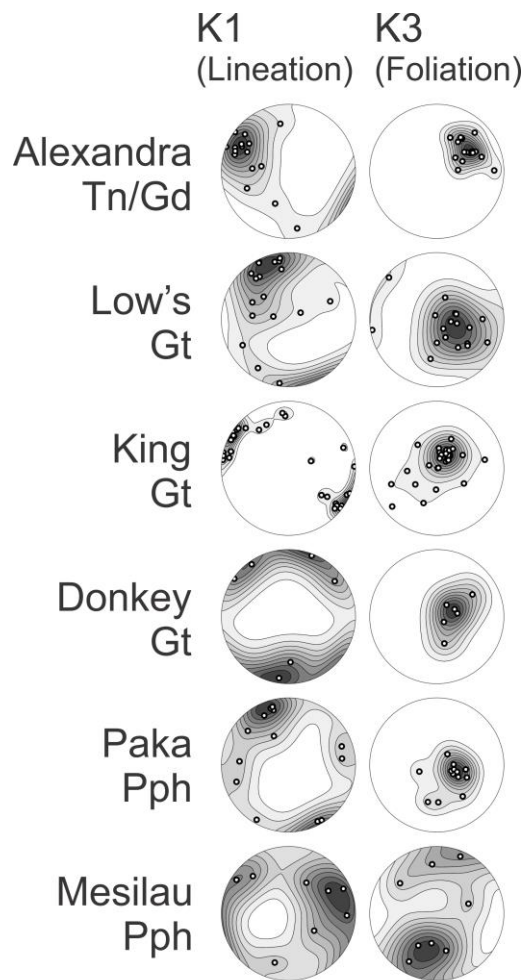 K1 K3
(Lineation) (Foliation)
Alexandra
Tn/Gd
Low's
Gt
King
Gt
Donkey
Gt
Paka
Pph
Mesilau
Pph